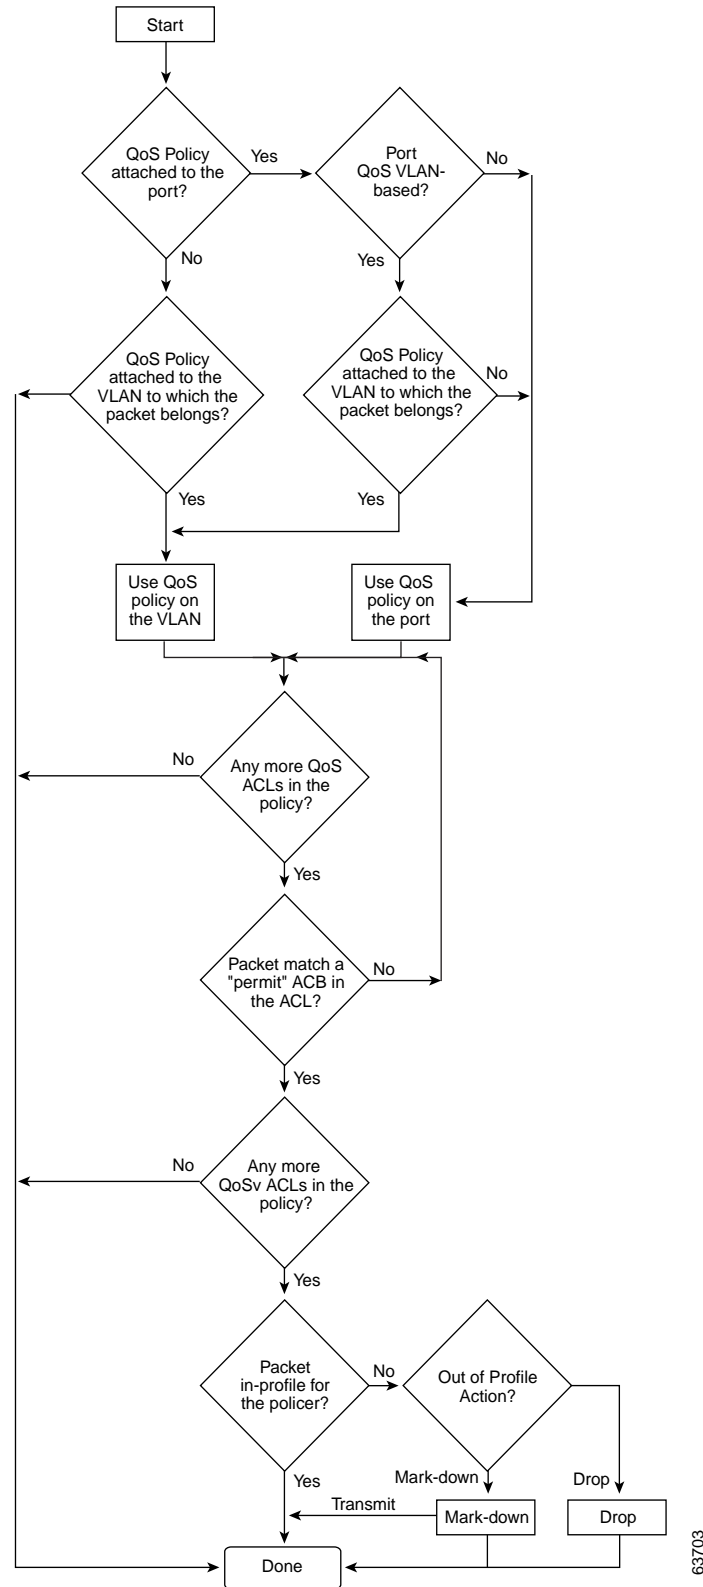 Start
QoS Policy
attached to the
port?
Yes
Port
QoS VLAN-
based?
No
No
Yes
QoS Policy
attached to the
VLAN to which the
packet belongs?
QoS Policy
attached to the
VLAN to which the
packet belongs?
No
Yes
Yes
Use QoS
policy on
the VLAN
Use QoS
policy on
the port
No
Any more QoS
ACLs in the
policy?
Yes
Packet match a
"permit" ACB in
the ACL?
No
Yes
No
Any more
QoSv ACLs in the
policy?
Yes
Packet
in-profile for
the policer?
No
Out of Profile
Action?
Yes
Mark-down
Drop
Transmit
Mark-down
Drop
Done
63703